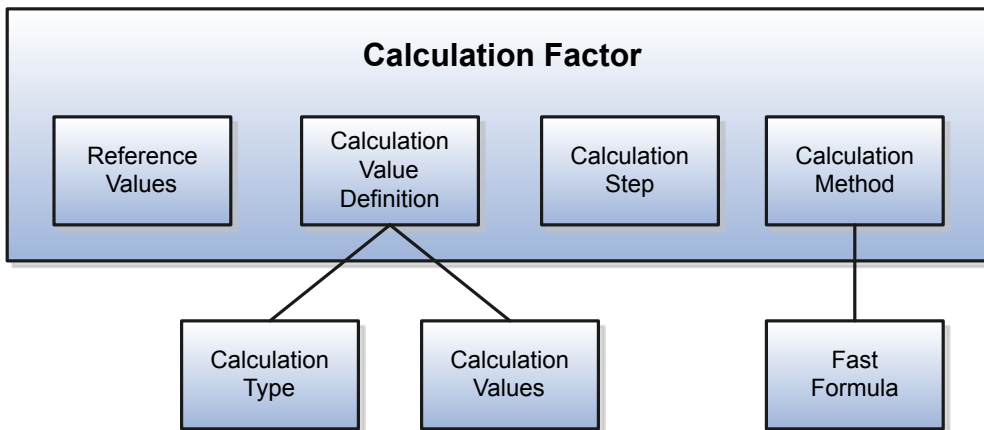 Calculation Factor
Reference
Values
Calculation
Value
Definition
Calculation
Step
Calculation
Method
Calculation
Type
Calculation
Values
Fast
Formula